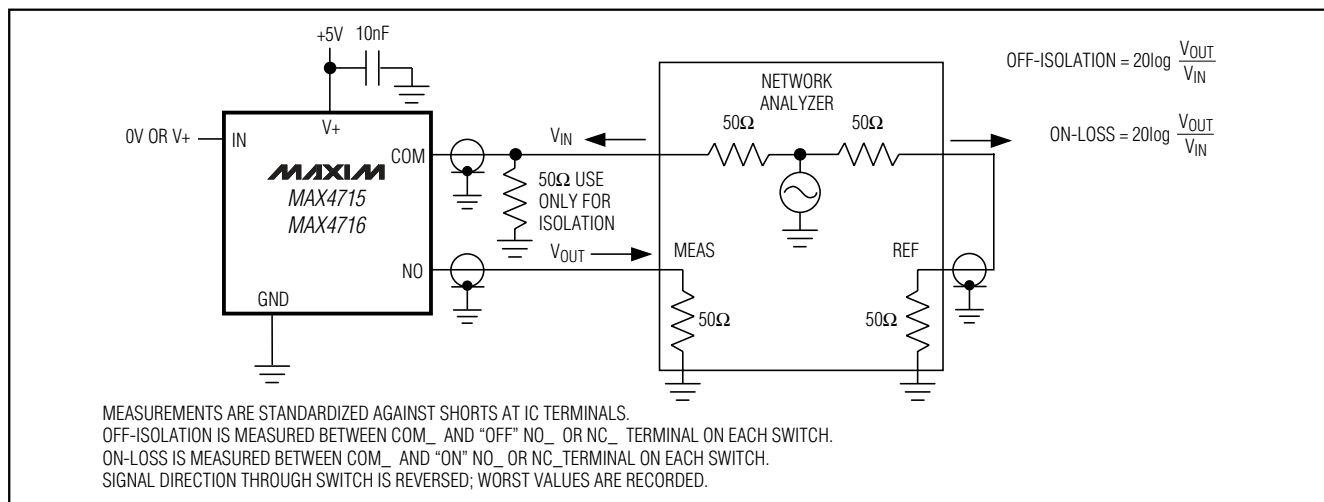 +5V 10nF
V+
0V OR V+
IN
COM
MAXIM
MAX4715
MAX4716
NO
GND
50Ω USE
ONLY FOR
ISOLATION
V_IN
V_OUT
NETWORK
ANALYZER
50Ω 50Ω
MEAS REF
50Ω 50Ω
OFF-ISOLATION = 20log V_OUT / V_IN
ON-LOSS = 20log V_OUT / V_IN
MEASUREMENTS ARE STANDARDIZED AGAINST SHORTS AT IC TERMINALS.
OFF-ISOLATION IS MEASURED BETWEEN COM_ AND “OFF” NO_ OR NC_ TERMINAL ON EACH SWITCH.
ON-LOSS IS MEASURED BETWEEN COM_ AND “ON” NO_ OR NC_TERMINAL ON EACH SWITCH.
SIGNAL DIRECTION THROUGH SWITCH IS REVERSED; WORST VALUES ARE RECORDED.